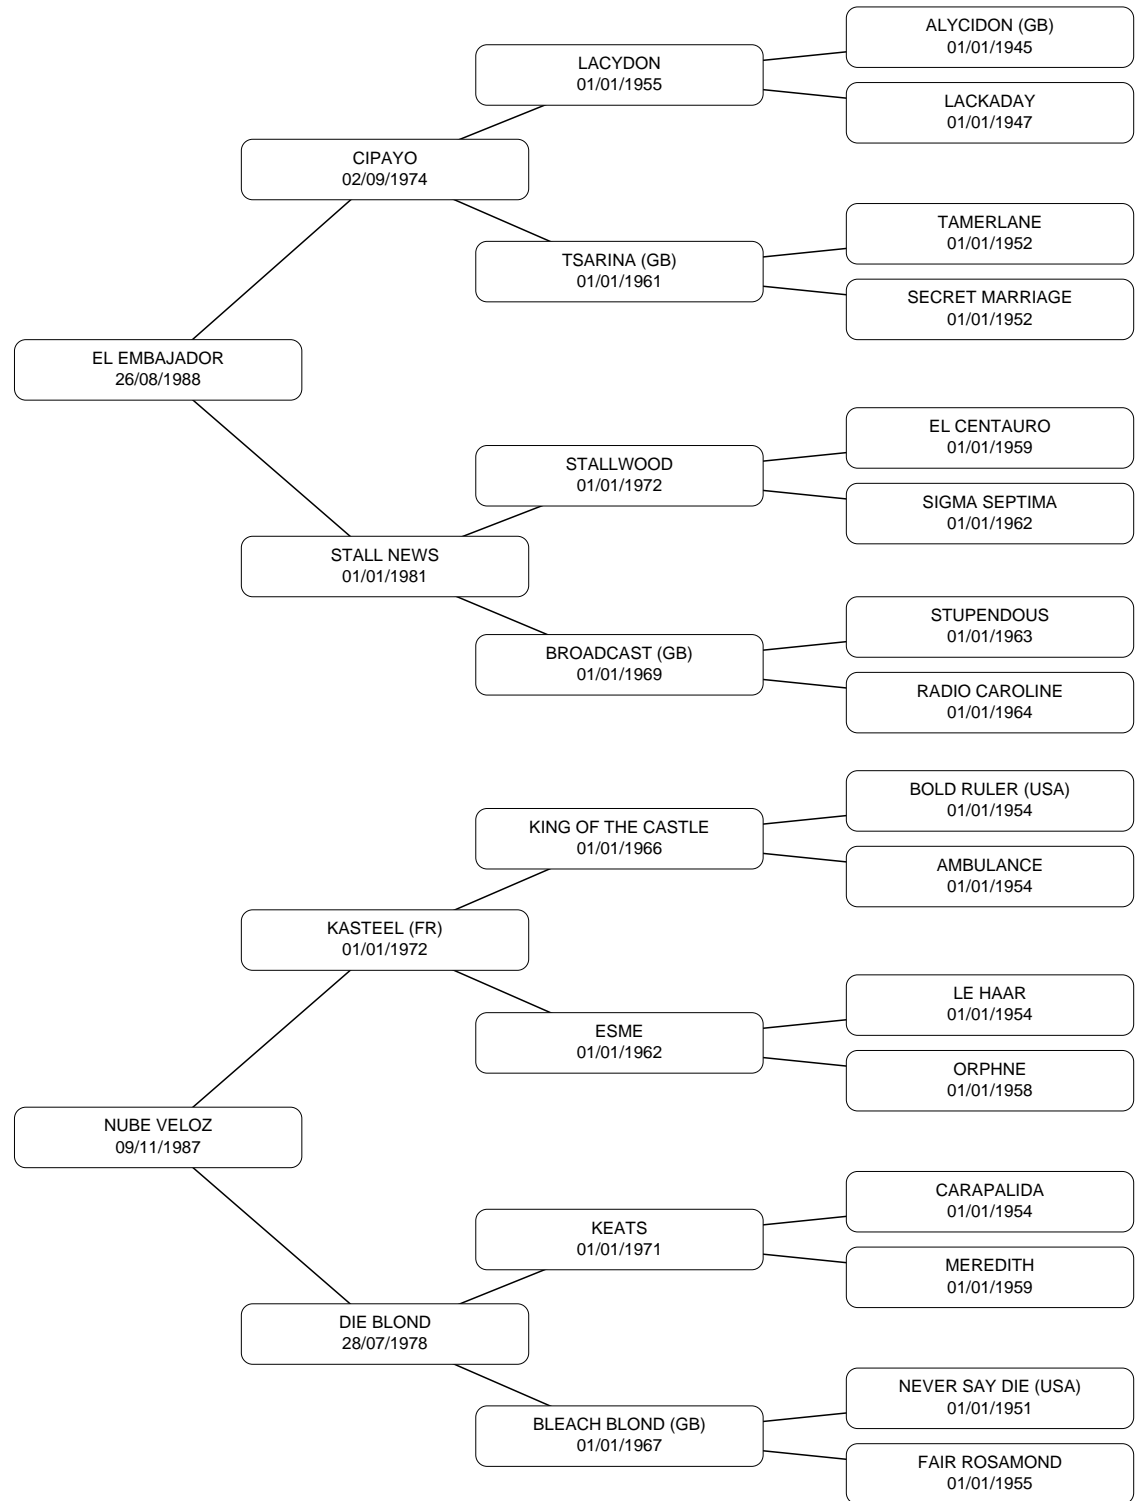 ALYCIDON (GB)
01/01/1945
LACYDON
01/01/1955
LACKADAY
01/01/1947
CIPAYO
02/09/1974
TAMERLANE
01/01/1952
TSARINA (GB)
01/01/1961
SECRET MARRIAGE
01/01/1952
EL EMBAJADOR
26/08/1988
EL CENTAURO
01/01/1959
STALLWOOD
01/01/1972
SIGMA SEPTIMA
01/01/1962
STALL NEWS
01/01/1981
STUPENDOUS
01/01/1963
BROADCAST (GB)
01/01/1969
RADIO CAROLINE
01/01/1964
BOLD RULER (USA)
01/01/1954
KING OF THE CASTLE
01/01/1966
AMBULANCE
01/01/1954
KASTEEL (FR)
01/01/1972
LE HAAR
01/01/1954
ESME
01/01/1962
ORPHNE
01/01/1958
NUBE VELOZ
09/11/1987
CARAPALIDA
01/01/1954
KEATS
01/01/1971
MEREDITH
01/01/1959
DIE BLOND
28/07/1978
NEVER SAY DIE (USA)
01/01/1951
BLEACH BLOND (GB)
01/01/1967
FAIR ROSAMOND
01/01/1955